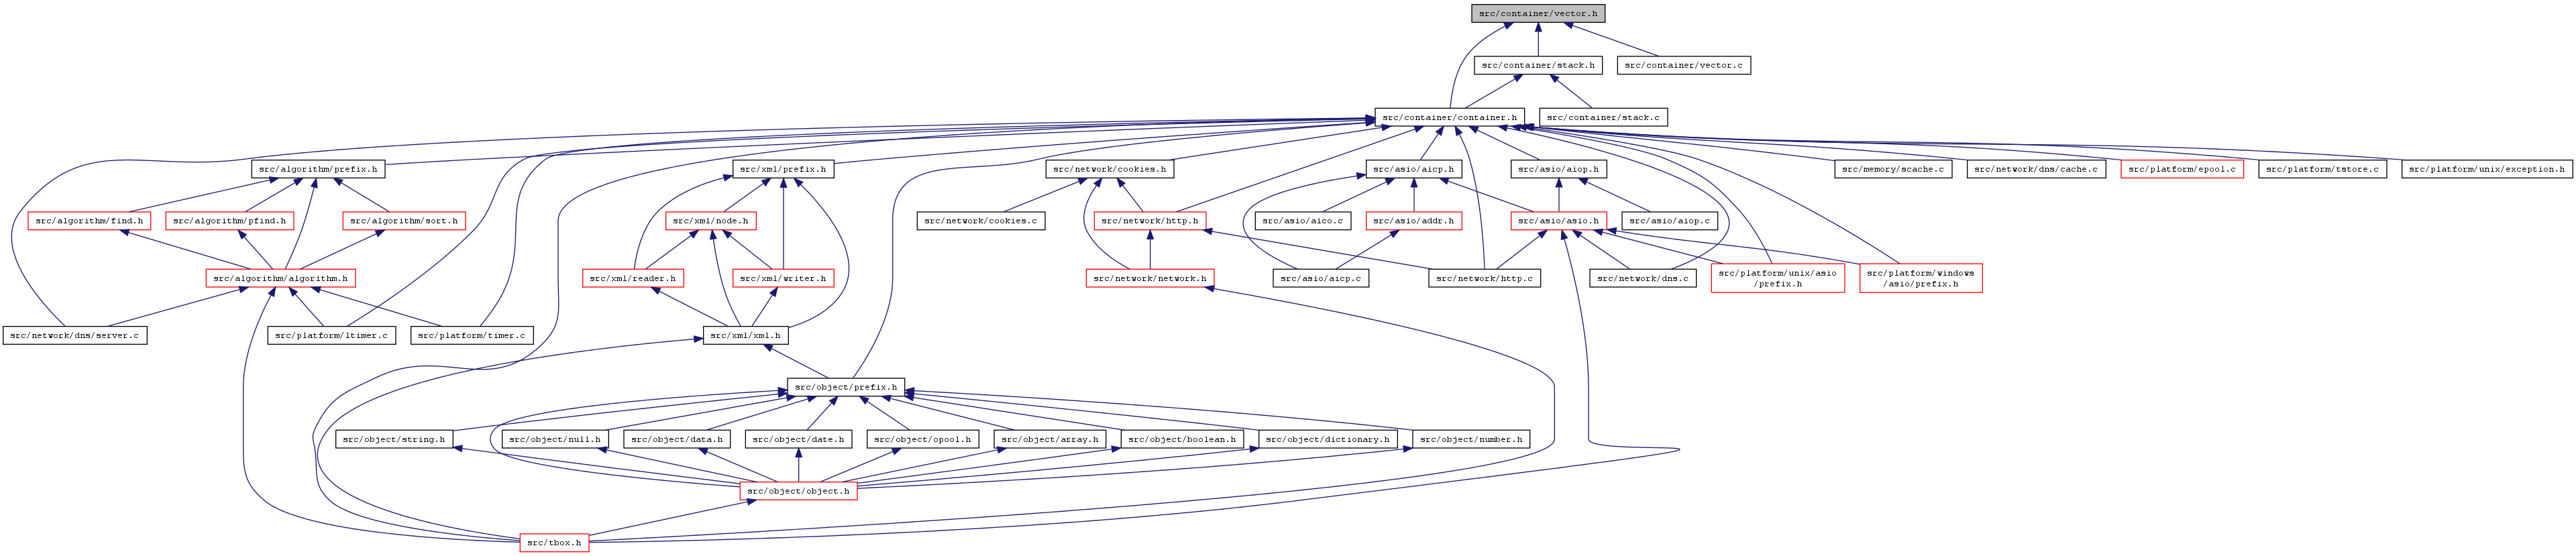 src/container/vector.h
src/container/stack.h
src/container/vector.c
src/container/container.h
src/container/stack.c
src/algorithm/prefix.h
src/xml/prefix.h
src/network/cookies.h
src/asio/aicp.h
src/asio/aiop.h
src/memory/scache.c
src/network/dns/cache.c
src/platform/epool.c
src/platform/tstore.c
src/platform/unix/exception.h
src/algorithm/find.h
src/algorithm/pfind.h
src/algorithm/sort.h
src/xml/node.h
src/network/cookies.c
src/network/http.h
src/asio/aico.c
src/asio/addr.h
src/asio/asio.h
src/asio/aiop.c
src/algorithm/algorithm.h
src/xml/reader.h
src/xml/writer.h
src/network/network.h
src/asio/aicp.c
src/network/http.c
src/network/dns.c
src/platform/unix/asio
/prefix.h
src/platform/windows
/asio/prefix.h
src/network/dns/server.c
src/platform/ltimer.c
src/platform/timer.c
src/xml/xml.h
src/object/prefix.h
src/object/string.h
src/object/null.h
src/object/data.h
src/object/date.h
src/object/opool.h
src/object/array.h
src/object/boolean.h
src/object/dictionary.h
src/object/number.h
src/object/object.h
src/tbox.h